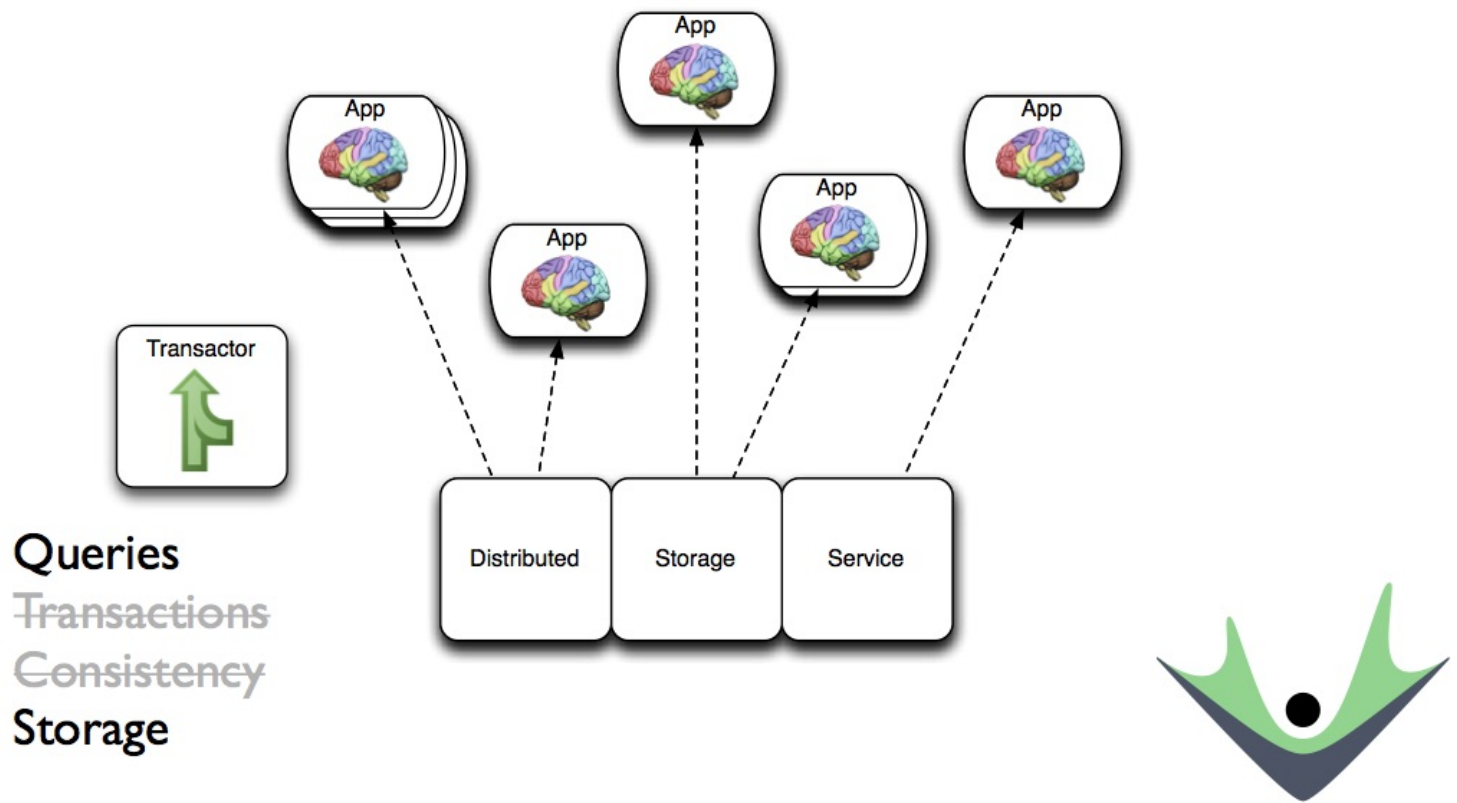 App
App
App
App
App
Transactor
Distributed
Storage
Service
Queries
Transactions
Consistency
Storage